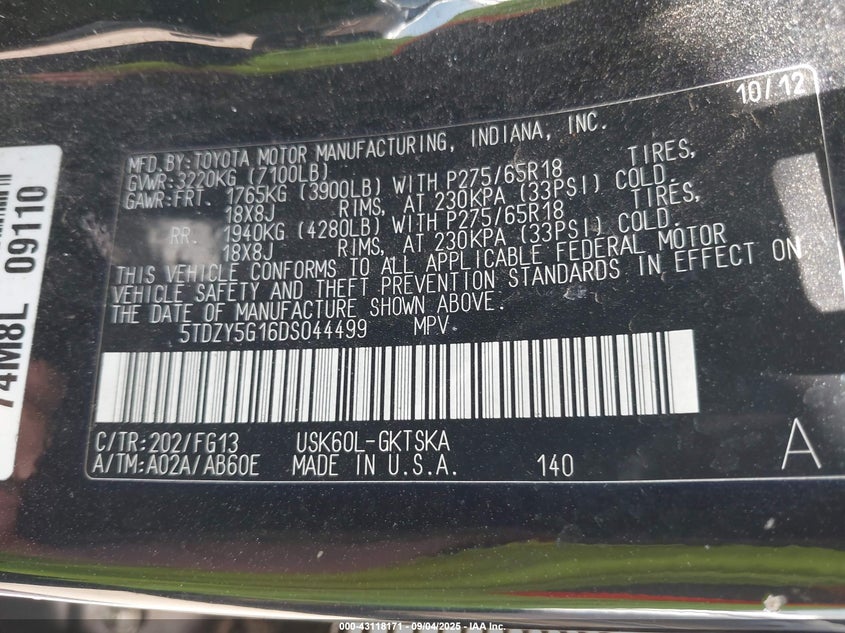 10/12
MFD.BY:TOYOTA MOTOR MANUFACTURING, INDIANA, INC.
GVWR:3220KG (7100LB)
GAWR:FRT. 1765KG (3900LB) WITH P275/65R18 TIRES,
18X8J RIMS, AT 230KPA (33PSI) COLD.
RR. 1940KG (4280LB) WITH P275/65R18 TIRES,
18X8J RIMS, AT 230KPA (33PSI) COLD.
THIS VEHICLE CONFORMS TO ALL APPLICABLE FEDERAL MOTOR
VEHICLE SAFETY AND THEFT PREVENTION STANDARDS IN EFFECT ON
THE DATE OF MANUFACTURE SHOWN ABOVE.
5TDZY5G16DS044499 MPV
C/TR:202/FG13 USK60L-GKTSKA
A/TM:A02A/AB60E MADE IN U.S.A. 140
A
74M8L 09110
000-43118171 - 09/04/2025 - IAA Inc.